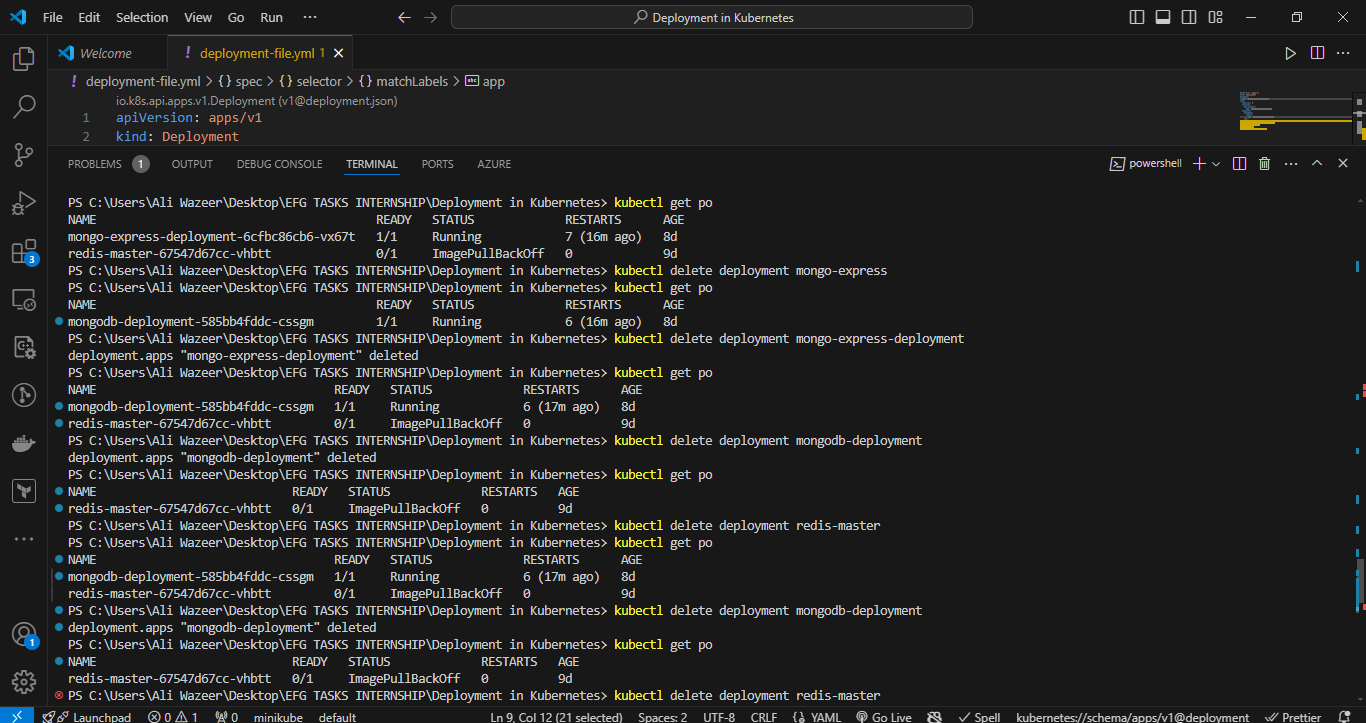 File Edit Selection View Go Run ···
Deployment in Kubernetes
Welcome
! deployment-file.yml 1
! deployment-file.yml > {} spec > {} selector > {} matchLabels > abc app
io.k8s.api.apps.v1.Deployment (v1@deployment.json)
1 apiVersion: apps/v1
2 kind: Deployment
PROBLEMS 1 OUTPUT DEBUG CONSOLE TERMINAL PORTS AZURE
powershell
PS C:\Users\Ali Wazeer\Desktop\EFG TASKS INTERNSHIP\Deployment in Kubernetes> kubectl get po
NAME READY STATUS RESTARTS AGE
mongo-express-deployment-6cfbc86cb6-vx67t 1/1 Running 7 (16m ago) 8d
redis-master-67547d67cc-vhbtt 0/1 ImagePullBackOff 0 9d
PS C:\Users\Ali Wazeer\Desktop\EFG TASKS INTERNSHIP\Deployment in Kubernetes> kubectl delete deployment mongo-express
PS C:\Users\Ali Wazeer\Desktop\EFG TASKS INTERNSHIP\Deployment in Kubernetes> kubectl get po
NAME READY STATUS RESTARTS AGE
mongodb-deployment-585bb4fddc-cssgm 1/1 Running 6 (16m ago) 8d
PS C:\Users\Ali Wazeer\Desktop\EFG TASKS INTERNSHIP\Deployment in Kubernetes> kubectl delete deployment mongo-express-deployment
deployment.apps "mongo-express-deployment" deleted
PS C:\Users\Ali Wazeer\Desktop\EFG TASKS INTERNSHIP\Deployment in Kubernetes> kubectl get po
NAME READY STATUS RESTARTS AGE
mongodb-deployment-585bb4fddc-cssgm 1/1 Running 6 (17m ago) 8d
redis-master-67547d67cc-vhbtt 0/1 ImagePullBackOff 0 9d
PS C:\Users\Ali Wazeer\Desktop\EFG TASKS INTERNSHIP\Deployment in Kubernetes> kubectl delete deployment mongodb-deployment
deployment.apps "mongodb-deployment" deleted
PS C:\Users\Ali Wazeer\Desktop\EFG TASKS INTERNSHIP\Deployment in Kubernetes> kubectl get po
NAME READY STATUS RESTARTS AGE
redis-master-67547d67cc-vhbtt 0/1 ImagePullBackOff 0 9d
PS C:\Users\Ali Wazeer\Desktop\EFG TASKS INTERNSHIP\Deployment in Kubernetes> kubectl delete deployment redis-master
PS C:\Users\Ali Wazeer\Desktop\EFG TASKS INTERNSHIP\Deployment in Kubernetes> kubectl get po
NAME READY STATUS RESTARTS AGE
mongodb-deployment-585bb4fddc-cssgm 1/1 Running 6 (17m ago) 8d
redis-master-67547d67cc-vhbtt 0/1 ImagePullBackOff 0 9d
PS C:\Users\Ali Wazeer\Desktop\EFG TASKS INTERNSHIP\Deployment in Kubernetes> kubectl delete deployment mongodb-deployment
deployment.apps "mongodb-deployment" deleted
PS C:\Users\Ali Wazeer\Desktop\EFG TASKS INTERNSHIP\Deployment in Kubernetes> kubectl get po
NAME READY STATUS RESTARTS AGE
redis-master-67547d67cc-vhbtt 0/1 ImagePullBackOff 0 9d
PS C:\Users\Ali Wazeer\Desktop\EFG TASKS INTERNSHIP\Deployment in Kubernetes> kubectl delete deployment redis-master
3
1
Launchpad 0 1 0 minikube default Ln 9, Col 12 (21 selected) Spaces: 2 UTF-8 CRLF {} YAML Go Live Spell kubernetes://schema/apps/v1@deployment Prettier